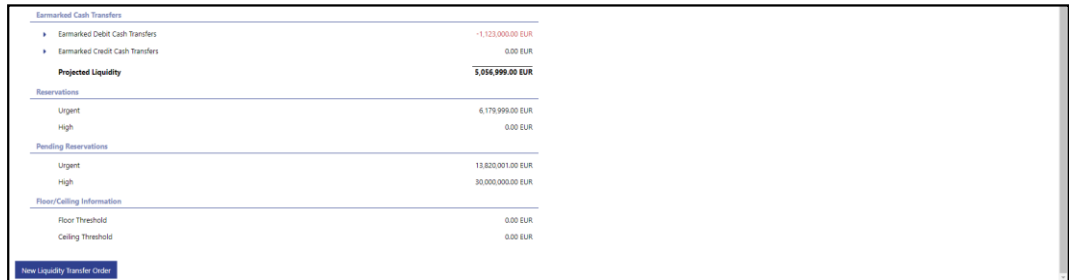 Earmarked Cash Transfers
Earmarked Debit Cash Transfers -1,123,000.00 EUR
Earmarked Credit Cash Transfers 0.00 EUR
Projected Liquidity 5,056,999.00 EUR
Reservations
Urgent 6,179,999.00 EUR
High 0.00 EUR
Pending Reservations
Urgent 13,820,001.00 EUR
High 30,000,000.00 EUR
Floor/Ceiling Information
Floor Threshold 0.00 EUR
Ceiling Threshold 0.00 EUR
New Liquidity Transfer Order